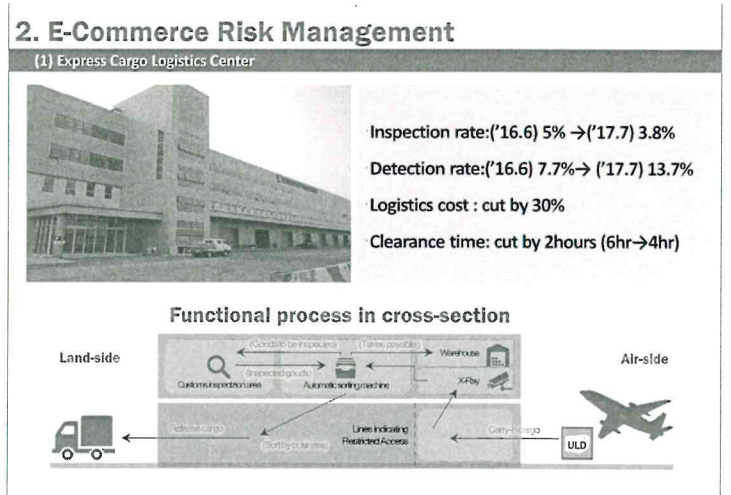 2. E-Commerce Risk Management
(1) Express Cargo Logistics Center
Inspection rate:('16.6) 5% →('17.7) 3.8%
Detection rate:('16.6) 7.7%→ ('17.7) 13.7%
Logistics cost : cut by 30%
Clearance time: cut by 2hours (6hr→4hr)
Functional process in cross-section
Land-side
(Goods to be inspected)
(Taxes payable)
Warehouse
Air-side
(Inspected goods)
X-Ray
Customs inspection area
Automatic sorting machine
Release cargo
(Sort by business)
Lines indicating
Restricted Access
Carry-in cargo
ULD